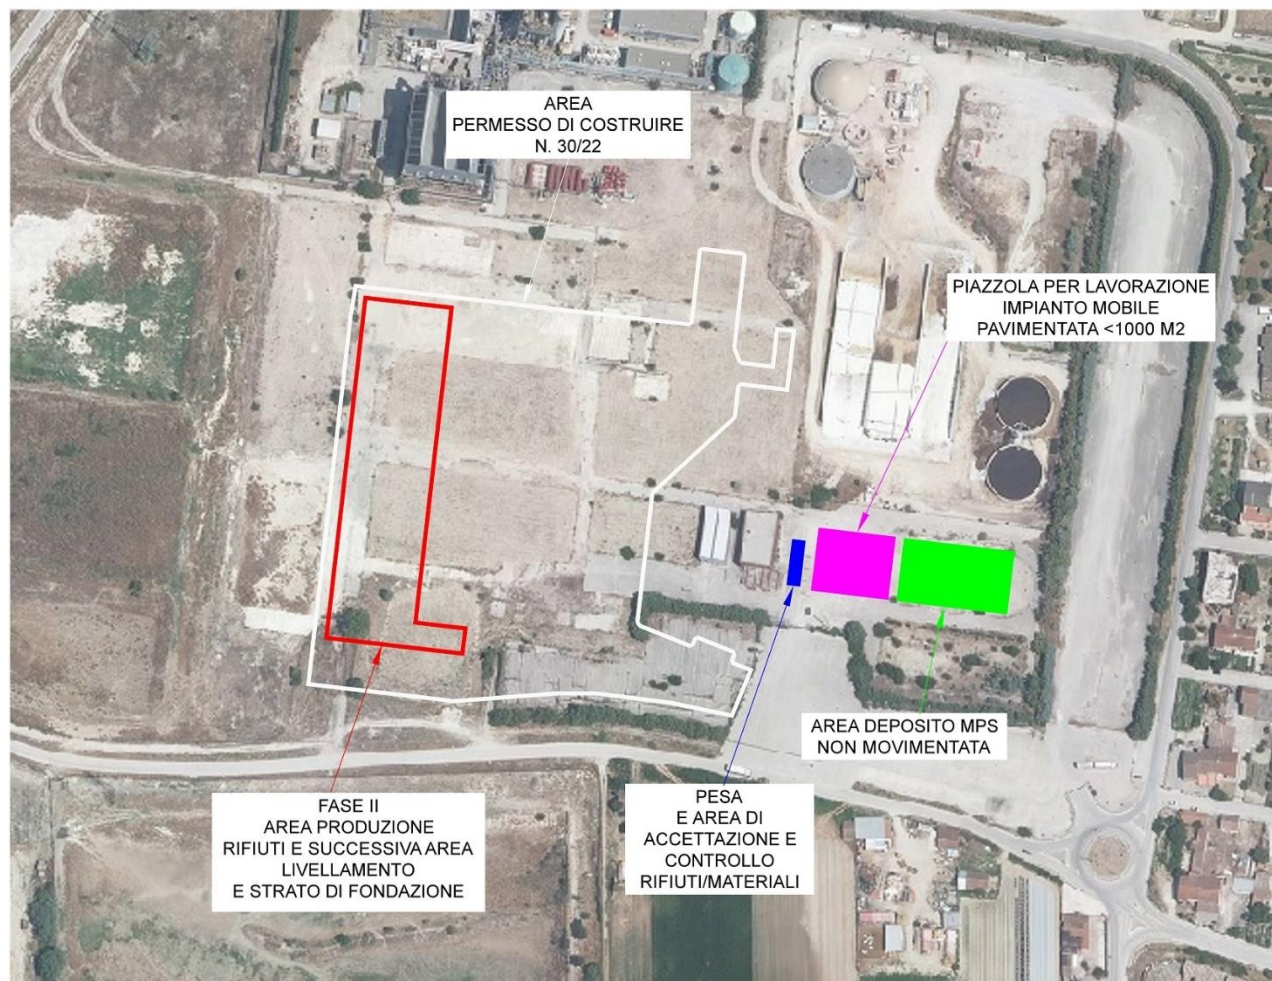 AREA
PERMESSO DI COSTRUIRE
N. 30/22
PIAZZOLA PER LAVORAZIONE
IMPIANTO MOBILE
PAVIMENTATA <1000 M2
AREA DEPOSITO MPS
NON MOVIMENTATA
FASE II
AREA PRODUZIONE
RIFIUTI E SUCCESSIVA AREA
LIVELLAMENTO
E STRATO DI FONDAZIONE
PESA
E AREA DI
ACCETTAZIONE E
CONTROLLO
RIFIUTI/MATERIALI